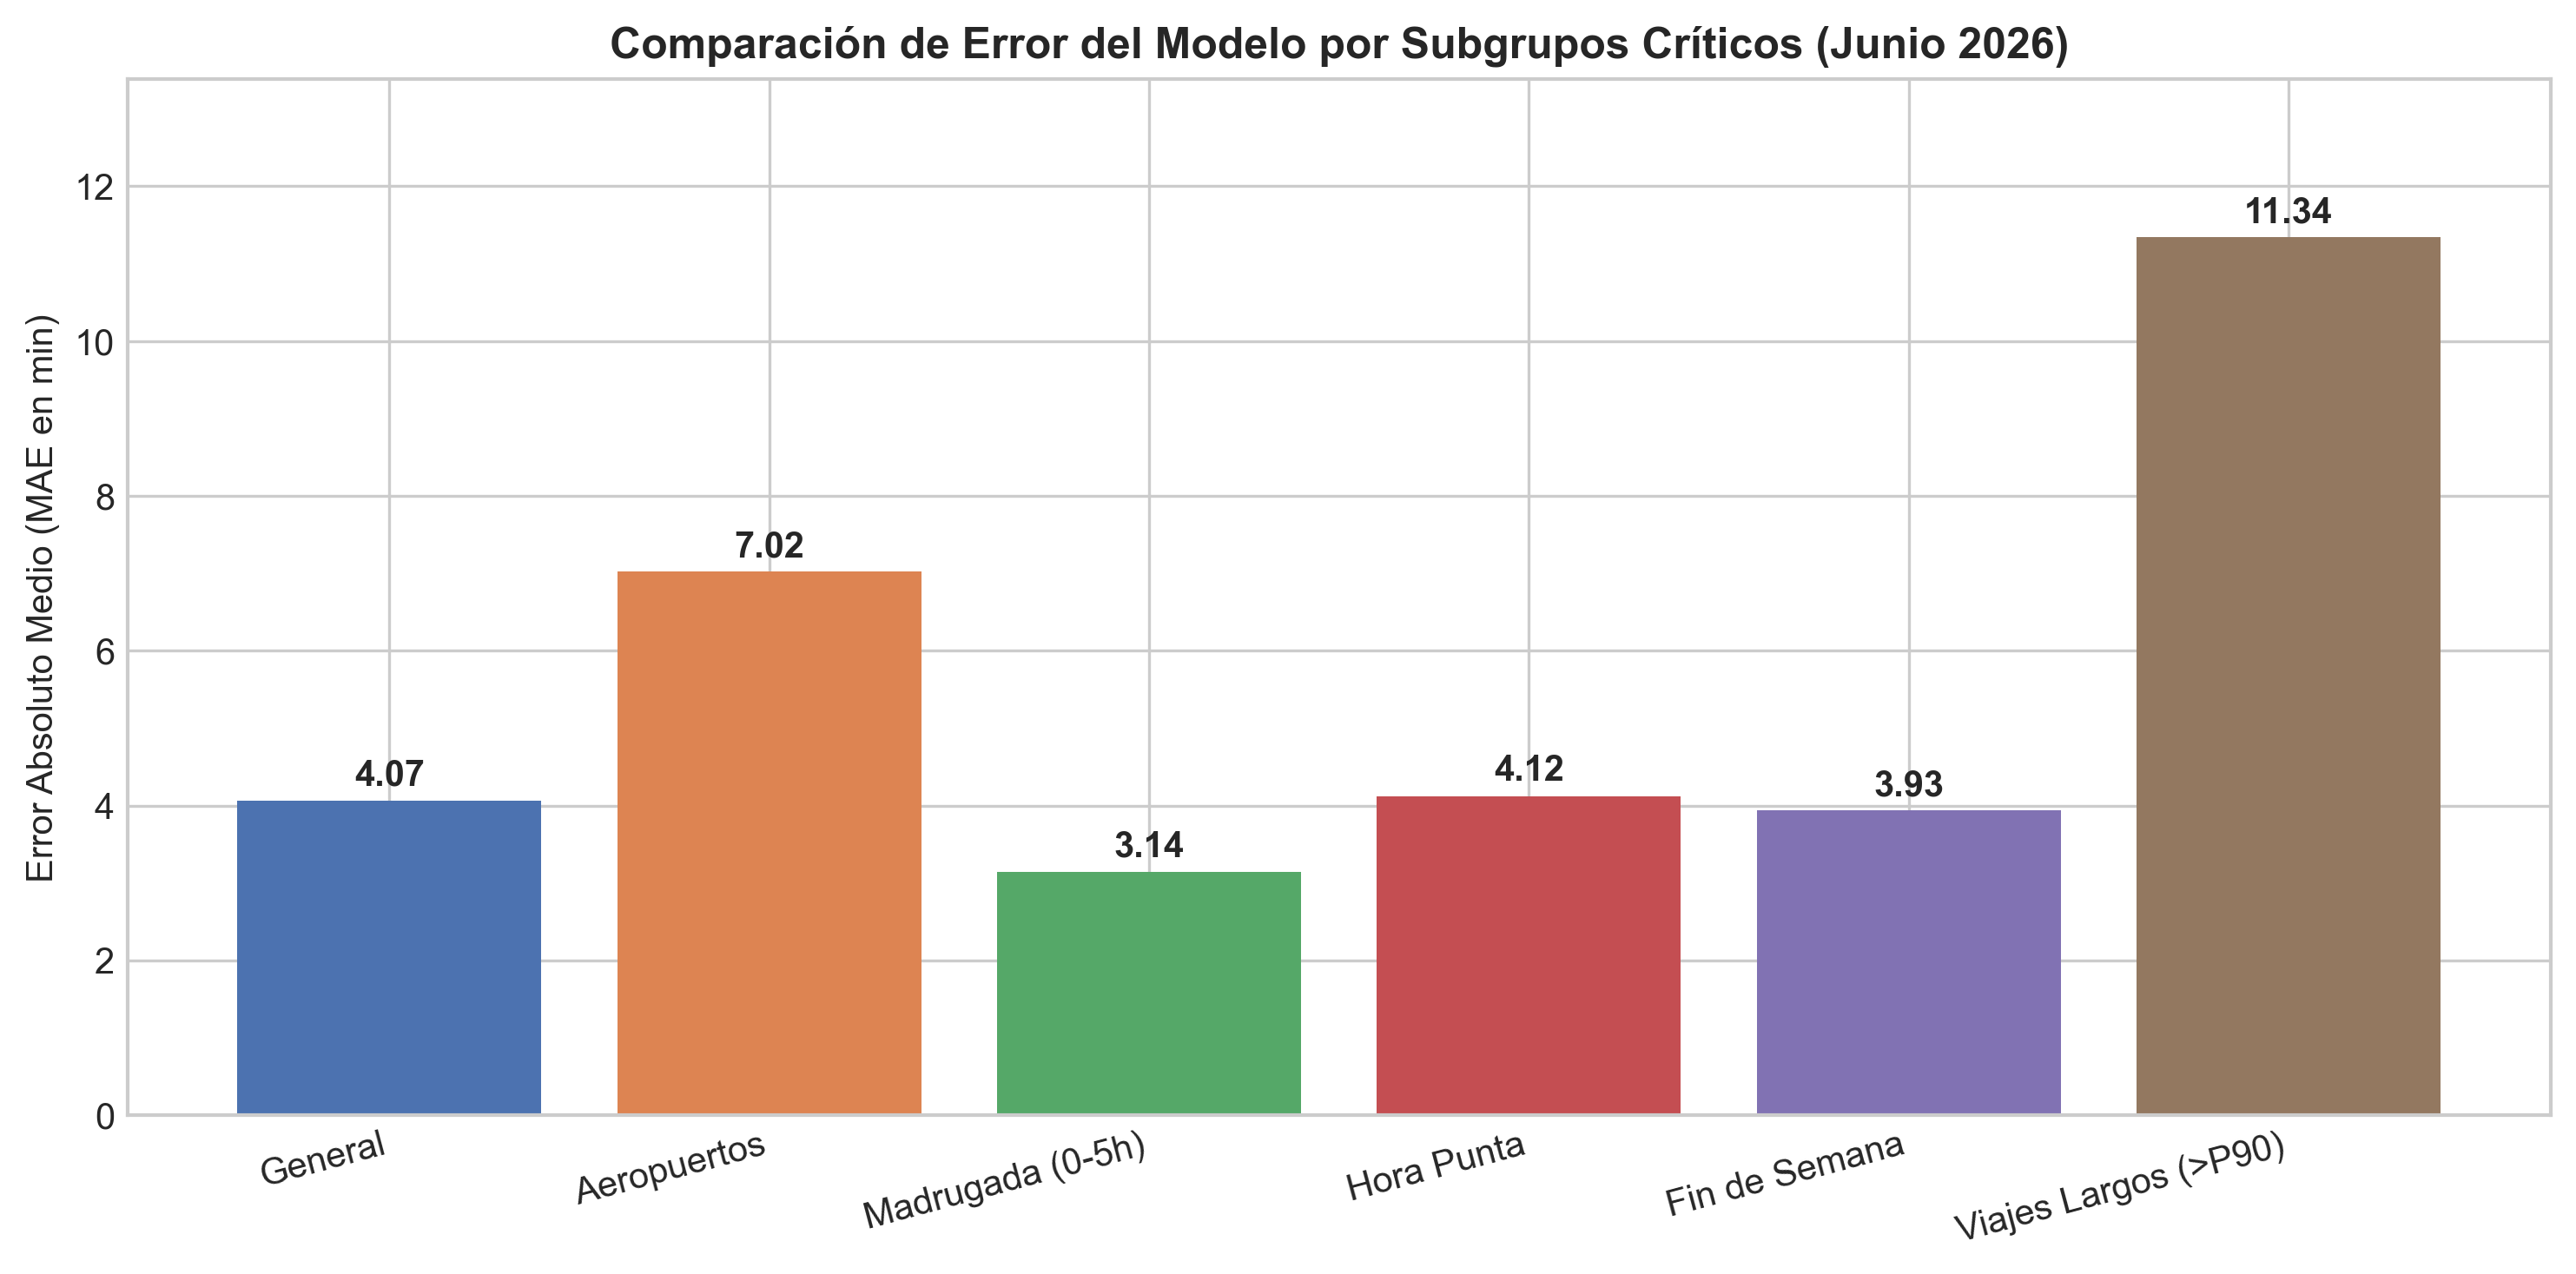 Comparación de Error del Modelo por Subgrupos Críticos (Junio 2026)
Error Absoluto Medio (MAE en min)
12
10
8
6
4
2
0
4.07
7.02
3.14
4.12
3.93
11.34
General
Aeropuertos
Madrugada (0-5h)
Hora Punta
Fin de Semana
Viajes Largos (>P90)